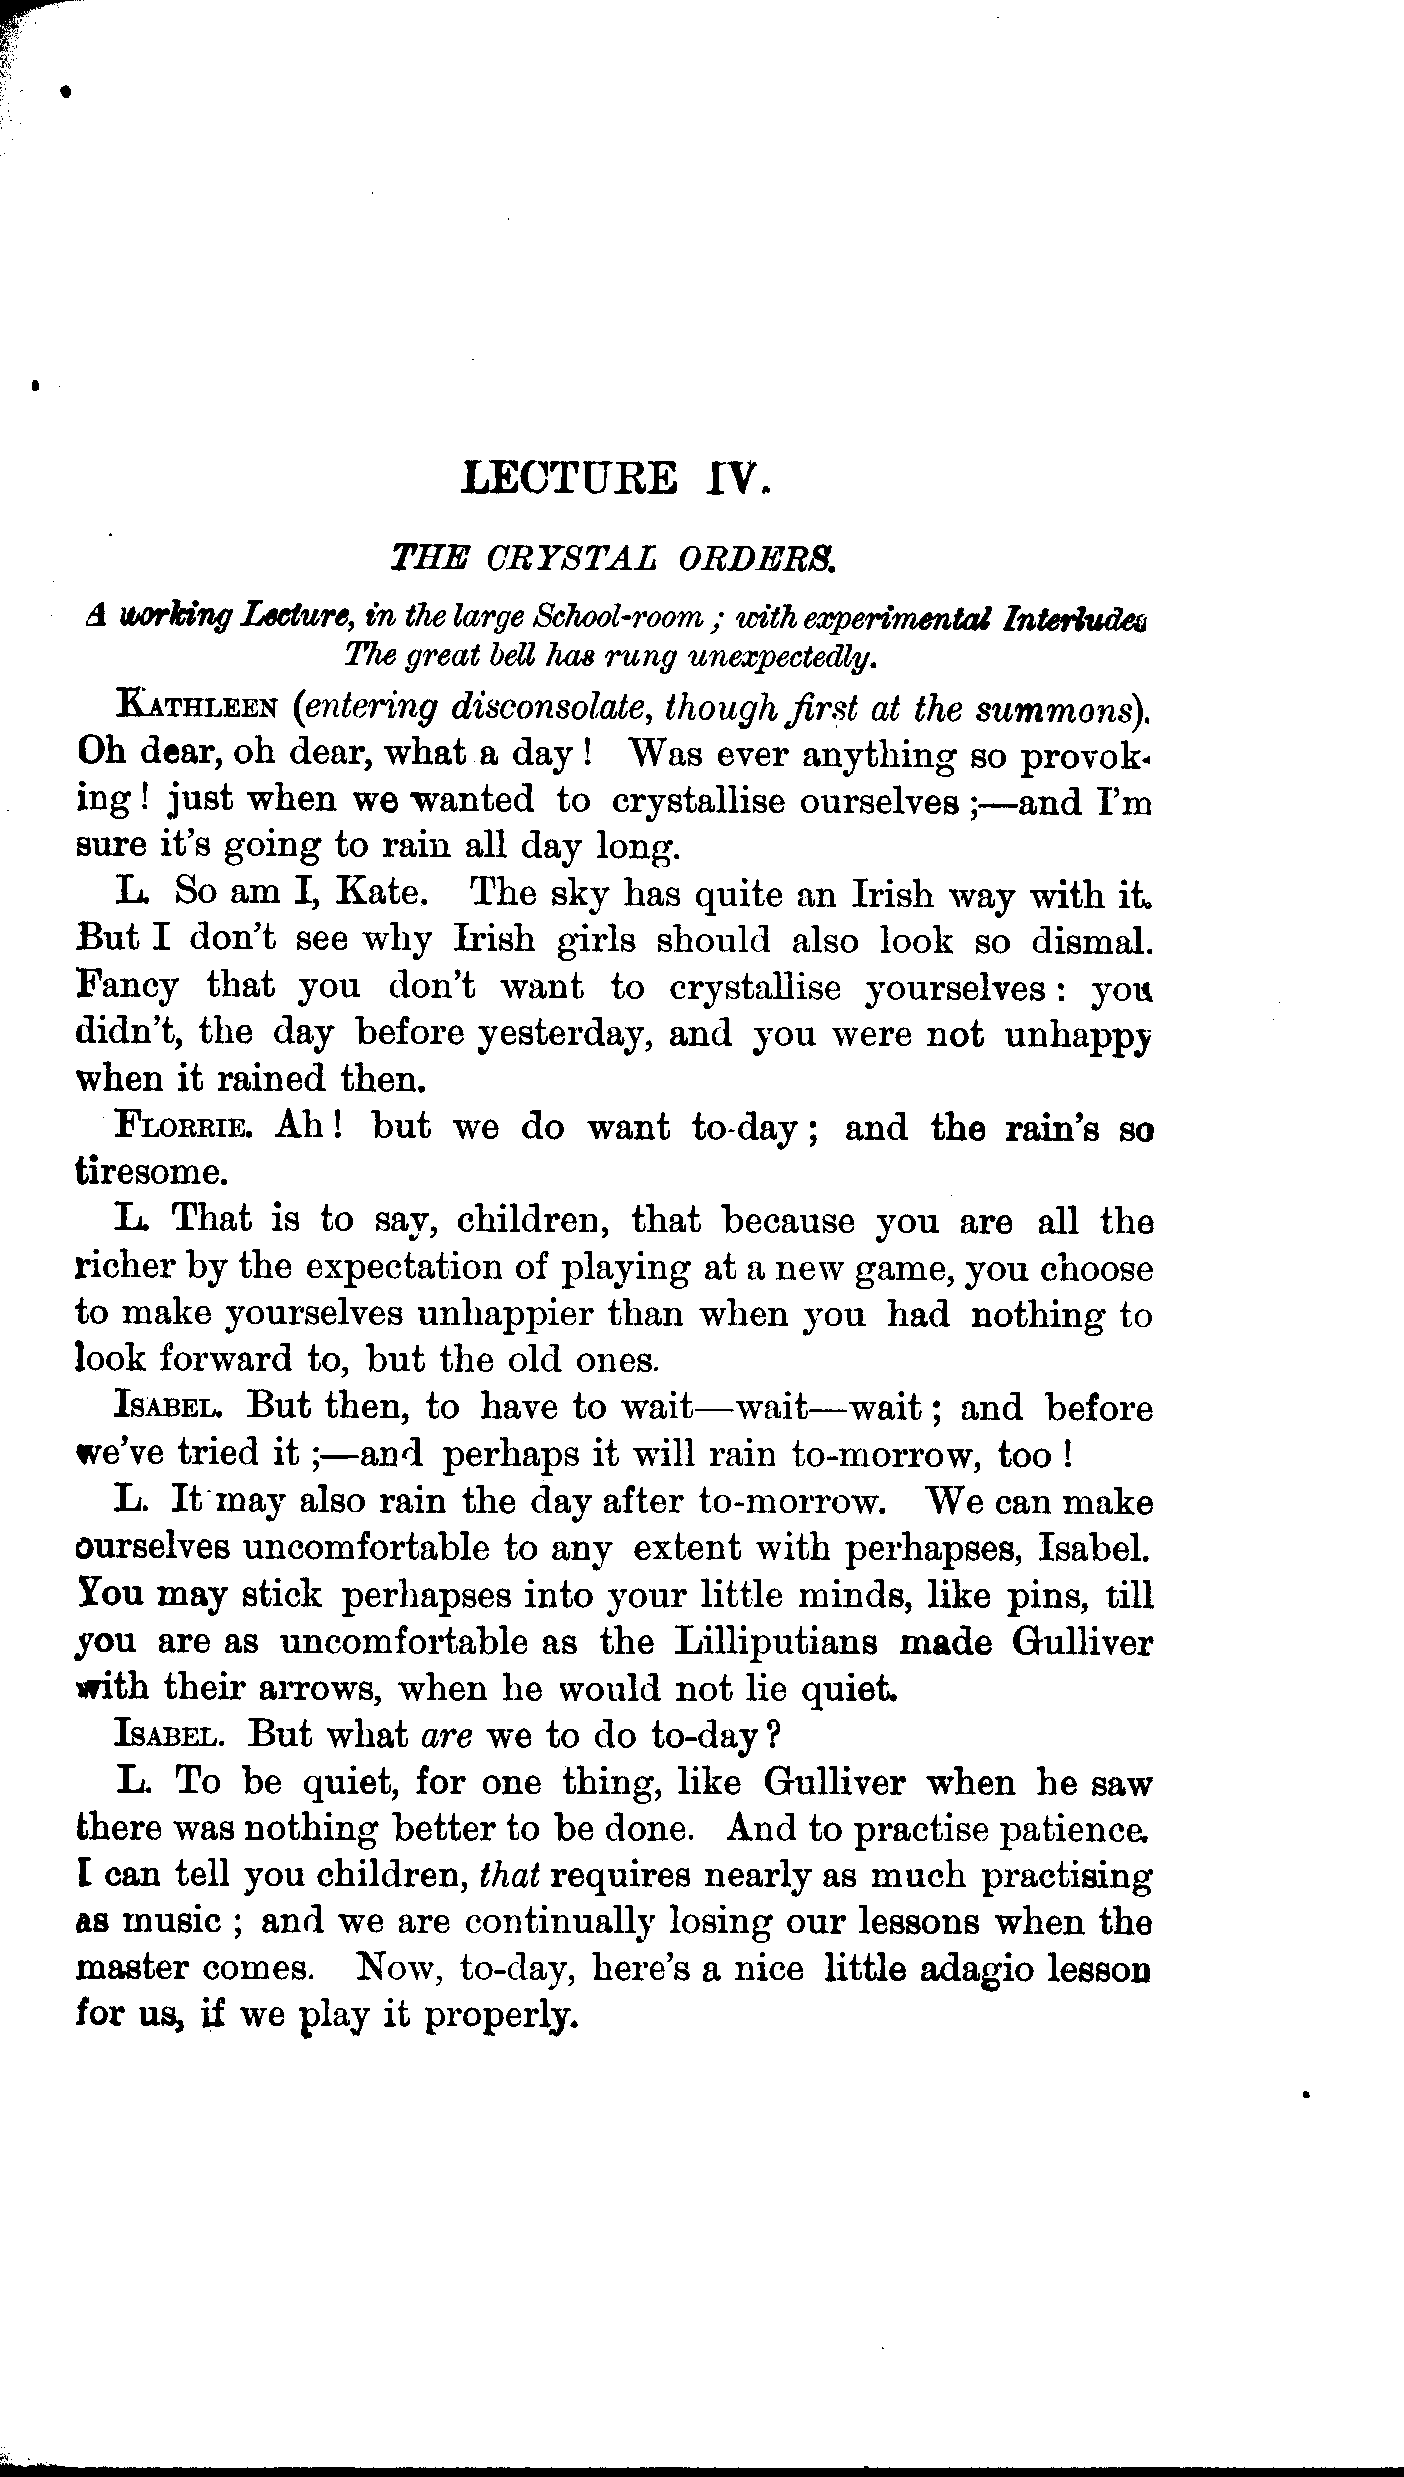 LECTURE IV.
THE CRYSTAL ORDERS.
A working Lecture, in the large School-room ; with experimental Interludes
The great bell has rung unexpectedly.
KATHLEEN (entering disconsolate, though first at the summons).
Oh dear, oh dear, what a day ! Was ever anything so provok-
ing ! just when we wanted to crystallise ourselves ;—and I'm
sure it's going to rain all day long.
L. So am I, Kate. The sky has quite an Irish way with it.
But I don't see why Irish girls should also look so dismal.
Fancy that you don't want to crystallise yourselves : you
didn't, the day before yesterday, and you were not unhappy
when it rained then.
FLORRIE. Ah ! but we do want to-day ; and the rain's so
tiresome.
L. That is to say, children, that because you are all the
richer by the expectation of playing at a new game, you choose
to make yourselves unhappier than when you had nothing to
look forward to, but the old ones.
ISABEL. But then, to have to wait—wait—wait ; and before
we've tried it ;—and perhaps it will rain to-morrow, too !
L. It may also rain the day after to-morrow. We can make
ourselves uncomfortable to any extent with perhapses, Isabel.
You may stick perhapses into your little minds, like pins, till
you are as uncomfortable as the Lilliputians made Gulliver
with their arrows, when he would not lie quiet.
ISABEL. But what are we to do to-day ?
L. To be quiet, for one thing, like Gulliver when he saw
there was nothing better to be done. And to practise patience.
I can tell you children, that requires nearly as much practising
as music ; and we are continually losing our lessons when the
master comes. Now, to-day, here's a nice little adagio lesson
for us, if we play it properly.